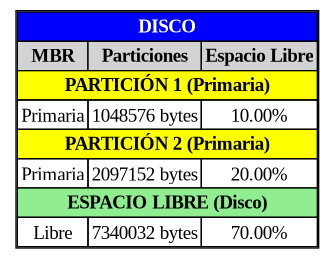 DISCO
MBR Particiones Espacio Libre
PARTICIÓN 1 (Primaria)
Primaria 1048576 bytes 10.00%
PARTICIÓN 2 (Primaria)
Primaria 2097152 bytes 20.00%
ESPACIO LIBRE (Disco)
Libre 7340032 bytes 70.00%